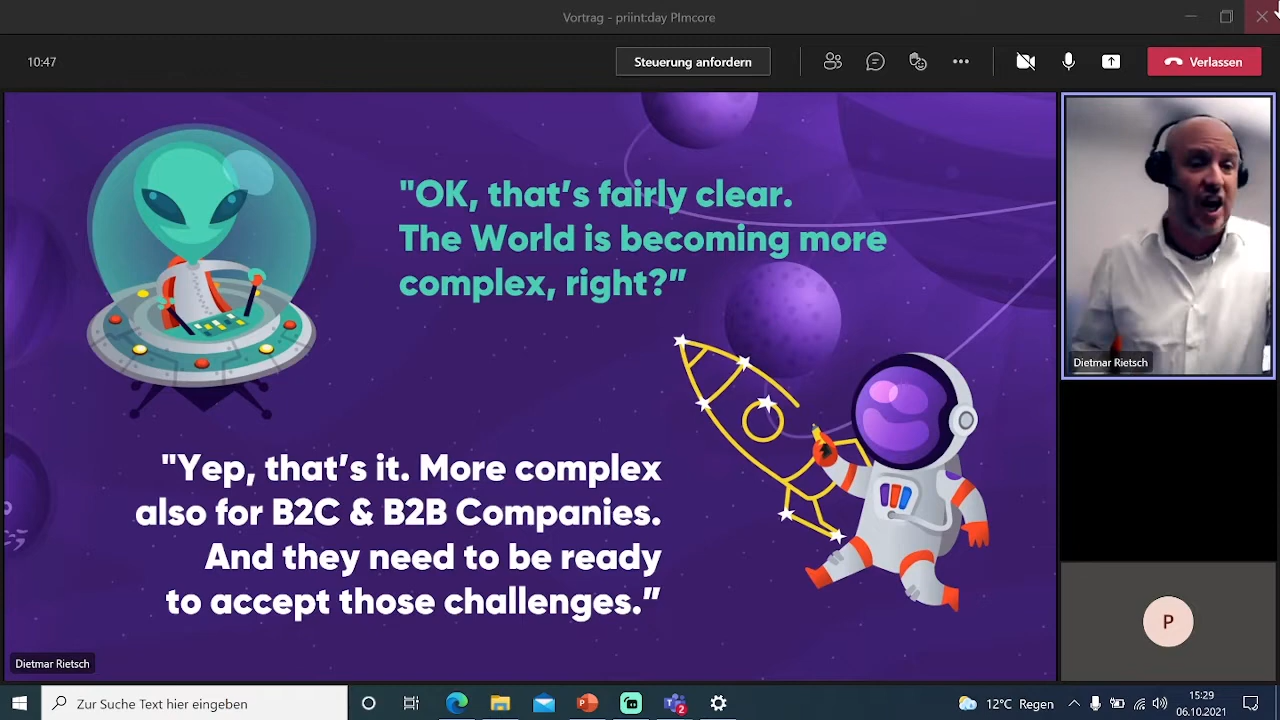 Vortrag - priint:day PImcore
10:47
Steuerung anfordern
Verlassen
"OK, that's fairly clear.
The World is becoming more
complex, right?”
"Yep, that's it. More complex
also for B2C & B2B Companies.
And they need to be ready
to accept those challenges.”
Dietmar Rietsch
Dietmar Rietsch
P
Zur Suche Text hier eingeben
2
12°C Regen
15:29
06.10.2021